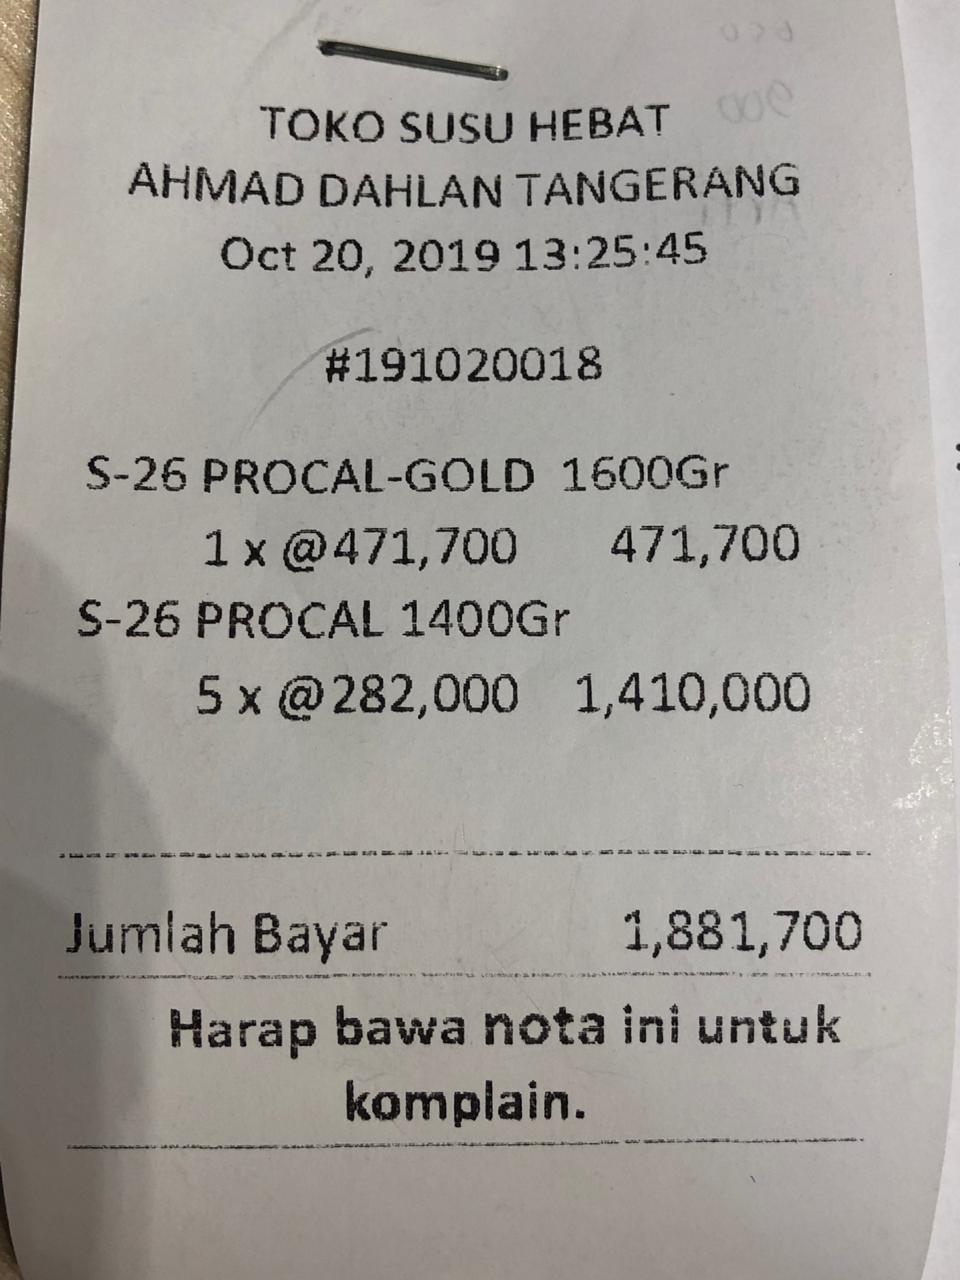 TOKO SUSU HEBAT
AHMAD DAHLAN TANGERANG
Oct 20, 2019 13:25:45
#191020018
S-26 PROCAL-GOLD 1600Gr
1 x @471,700 471,700
S-26 PROCAL 1400Gr
5 x @282,000 1,410,000
Jumlah Bayar 1,881,700
Harap bawa nota ini untuk
komplain.